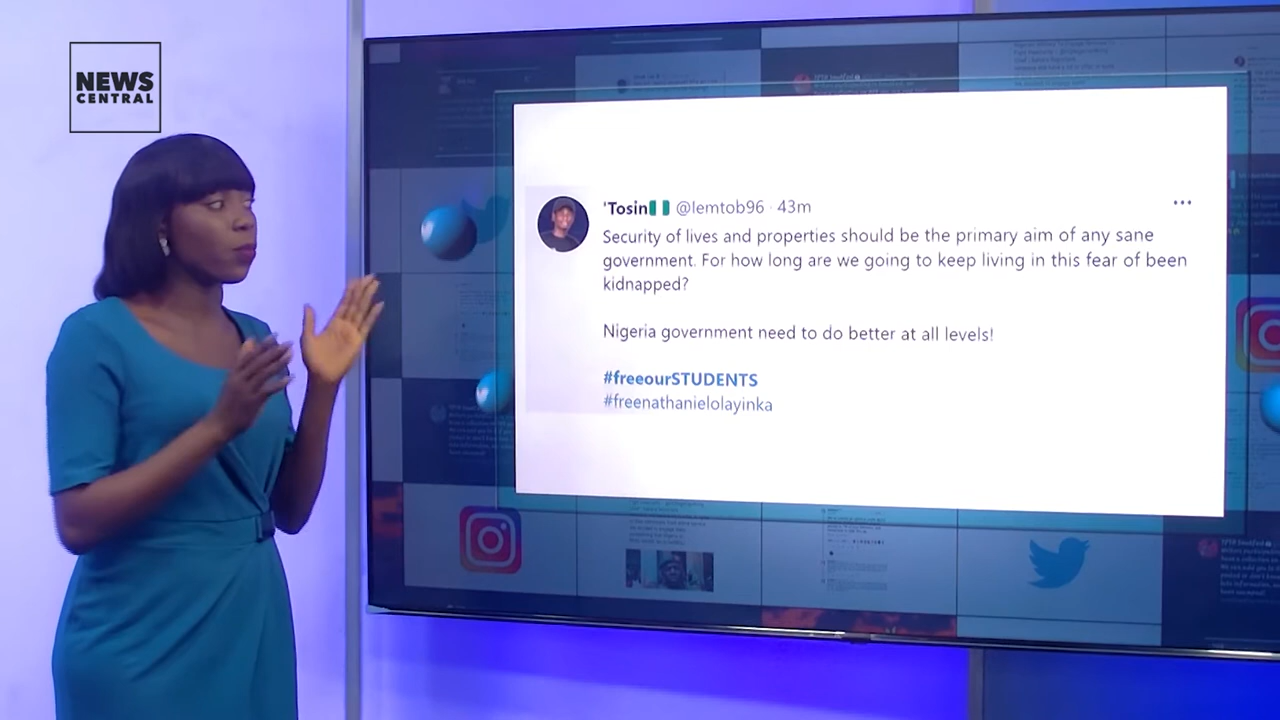 NEWS
CENTRAL
'Tosin @lemtob96 · 43m
Security of lives and properties should be the primary aim of any sane
government. For how long are we going to keep living in this fear of been
kidnapped?
Nigeria government need to do better at all levels!
#freeourSTUDENTS
#freenathanielolayinka